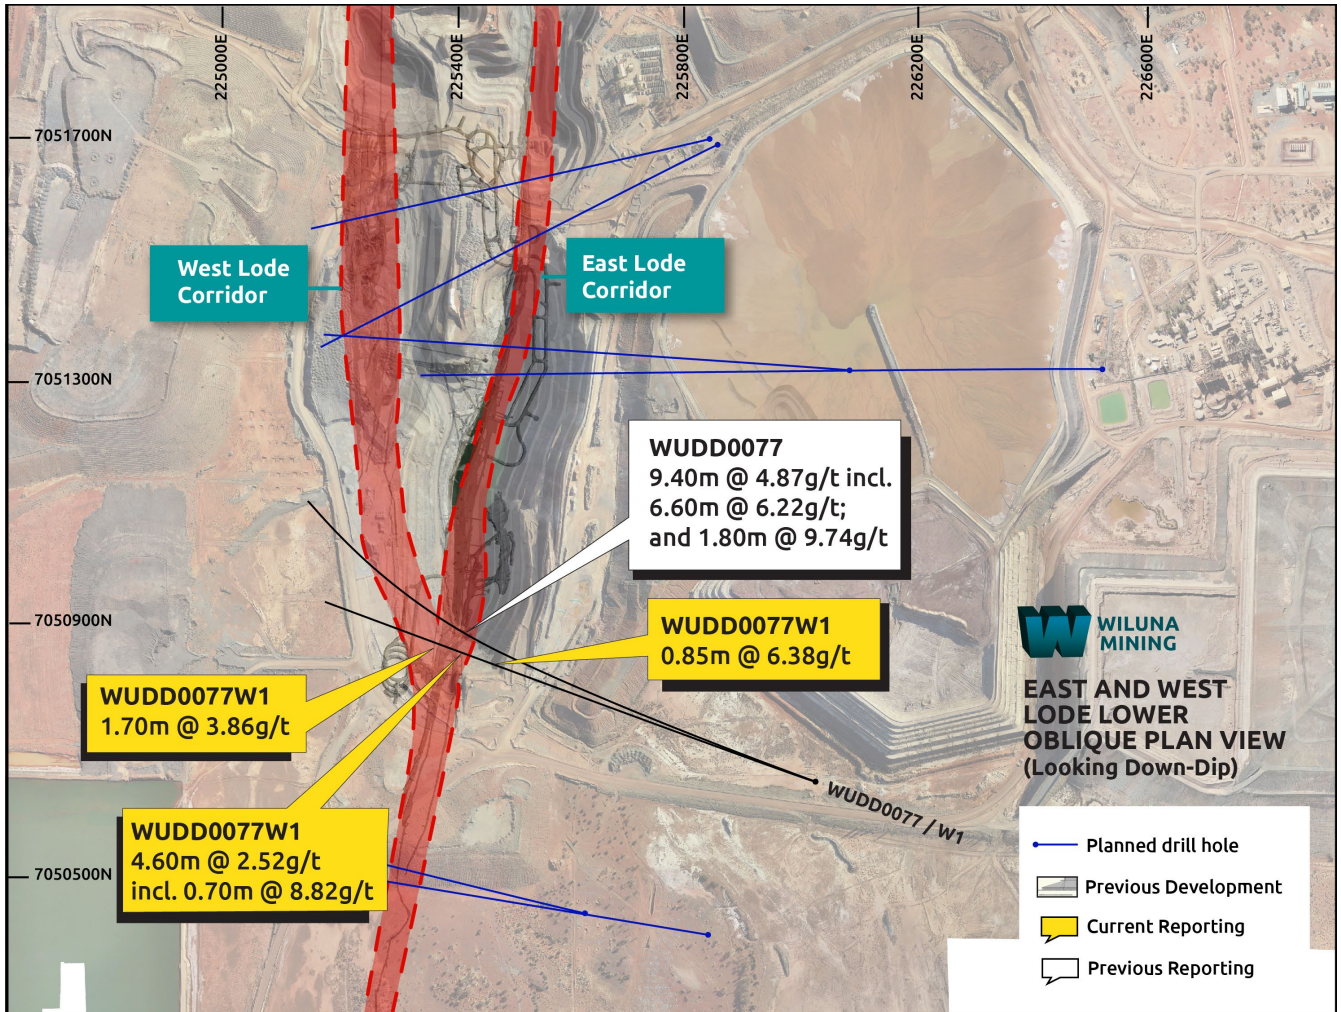 225000E
225400E
225800E
226200E
226600E
7051700N
West Lode
Corridor
East Lode
Corridor
7051300N
WUDD0077
9.40m @ 4.87g/t incl.
6.60m @ 6.22g/t;
and 1.80m @ 9.74g/t
7050900N
WUDD0077W1
0.85m @ 6.38g/t
WILUNA
MINING
WUDD0077W1
1.70m @ 3.86g/t
EAST AND WEST
LODE LOWER
OBLIQUE PLAN VIEW
(Looking Down-Dip)
WUDD0077 / W1
WUDD0077W1
4.60m @ 2.52g/t
incl. 0.70m @ 8.82g/t
7050500N
Planned drill hole
Previous Development
Current Reporting
Previous Reporting